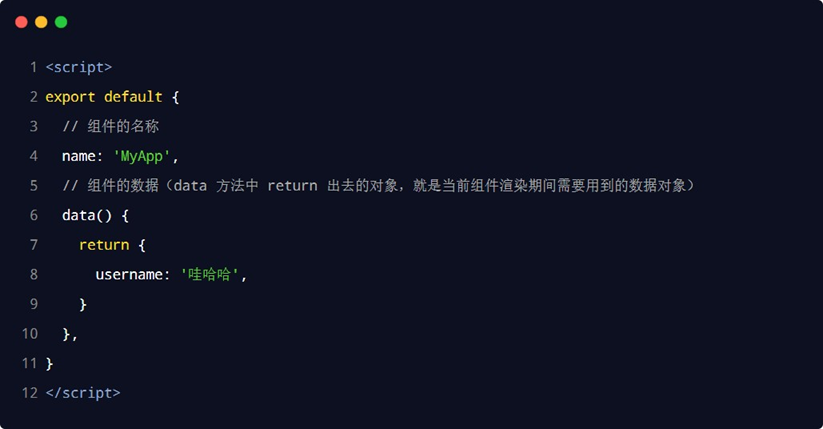 1 <script>
2 export default {
3   // 组件的名称
4   name: 'MyApp',
5   // 组件的数据（data 方法中 return 出去的对象，就是当前组件渲染期间需要用到的数据对象）
6   data() {
7     return {
8       username: '哇哈哈',
9     }
10   },
11 }
12 </script>